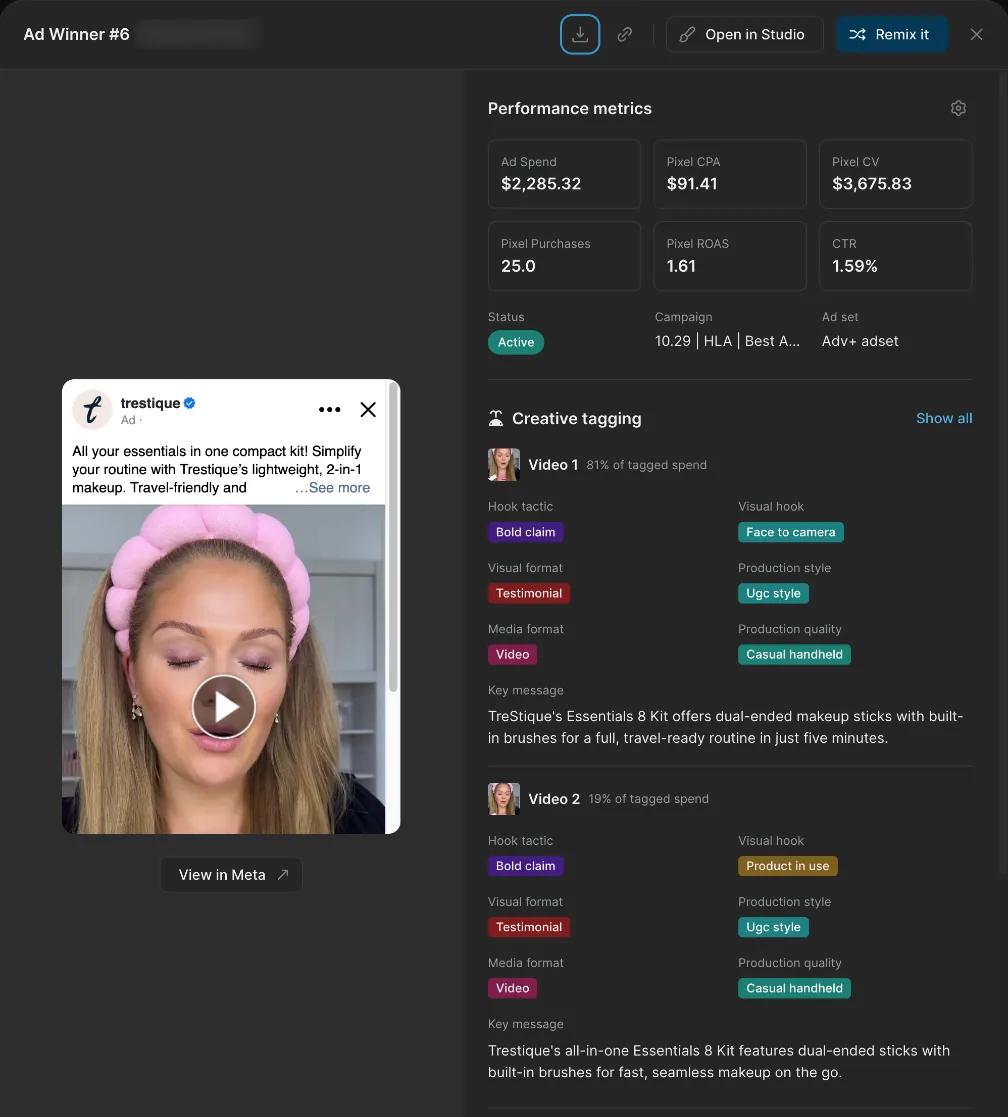 Ad Winner #6
Open in Studio
Remix it
Performance metrics
Ad Spend
$2,285.32
Pixel CPA
$91.41
Pixel CV
$3,675.83
Pixel Purchases
25.0
Pixel ROAS
1.61
CTR
1.59%
Status
Active
Campaign
10.29 | HLA | Best A...
Ad set
Adv+ adset
trestique
Ad ·
All your essentials in one compact kit! Simplify
your routine with Trestique's lightweight, 2-in-1
makeup. Travel-friendly and ...See more
View in Meta
Creative tagging
Show all
Video 1 81% of tagged spend
Hook tactic
Bold claim
Visual hook
Face to camera
Visual format
Testimonial
Production style
Ugc style
Media format
Video
Production quality
Casual handheld
Key message
TreStique's Essentials 8 Kit offers dual-ended makeup sticks with built-
in brushes for a full, travel-ready routine in just five minutes.
Video 2 19% of tagged spend
Hook tactic
Bold claim
Visual hook
Product in use
Visual format
Testimonial
Production style
Ugc style
Media format
Video
Production quality
Casual handheld
Key message
Trestique's all-in-one Essentials 8 Kit features dual-ended sticks with
built-in brushes for fast, seamless makeup on the go.